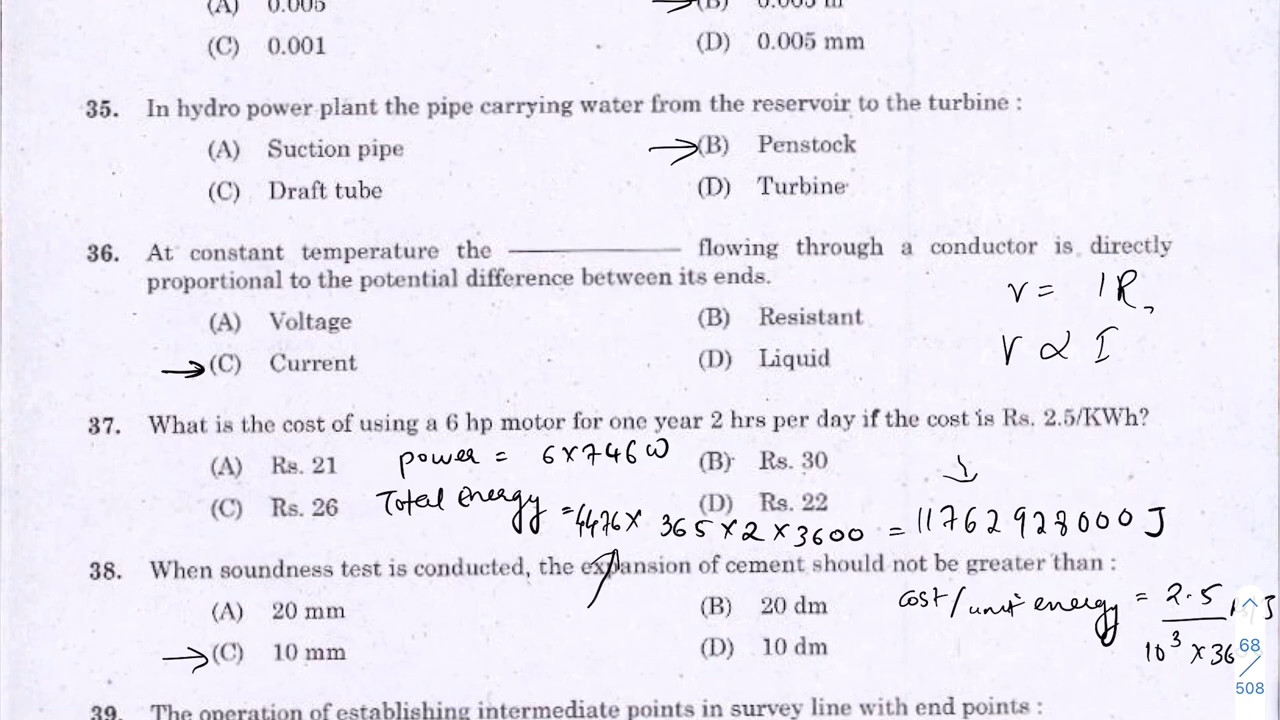 (A) 0.005 (B) 0.005 m
(C) 0.001 (D) 0.005 mm
35. In hydro power plant the pipe carrying water from the reservoir to the turbine :
(A) Suction pipe (B) Penstock
(C) Draft tube (D) Turbine
36. At constant temperature the flowing through a conductor is directly
proportional to the potential difference between its ends.
V = IR,
(A) Voltage (B) Resistant
V ∝ I
(C) Current (D) Liquid
37. What is the cost of using a 6 hp motor for one year 2 hrs per day if the cost is Rs. 2.5/KWh?
(A) Rs. 21 power = 6×746 W (B) Rs. 30
(C) Rs. 26 Total Energy = 4476 × 365 × 2 × 3600 = 11762928000 J (D) Rs. 22
38. When soundness test is conducted, the expansion of cement should not be greater than :
(A) 20 mm (B) 20 dm cost/unit energy = 2.5
(C) 10 mm (D) 10 dm 10³ × 36
68
508
39. The operation of establishing intermediate points in survey line with end points :